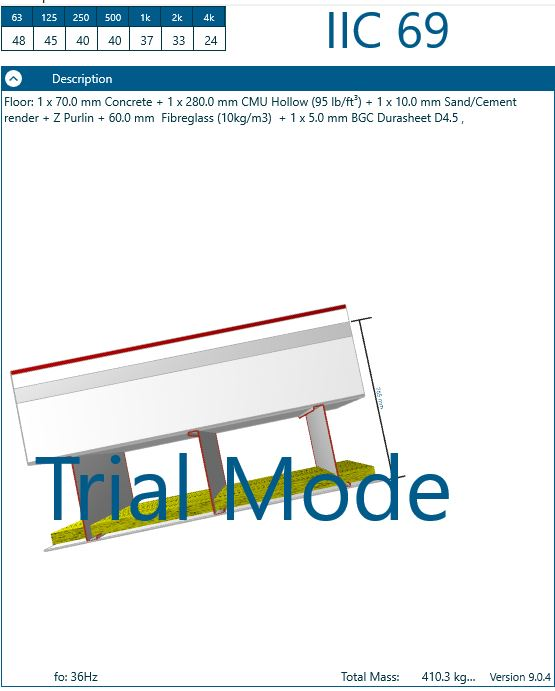 63 125 250 500 1k 2k 4k
48 45 40 40 37 33 24
IIC 69
Description
Floor: 1 x 70.0 mm Concrete + 1 x 280.0 mm CMU Hollow (95 lb/ft³) + 1 x 10.0 mm Sand/Cement
render + Z Purlin + 60.0 mm Fibreglass (10kg/m3) + 1 x 5.0 mm BGC Durasheet D4.5 ,
Trial Mode
fo: 36Hz
Total Mass: 410.3 kg... Version 9.0.4